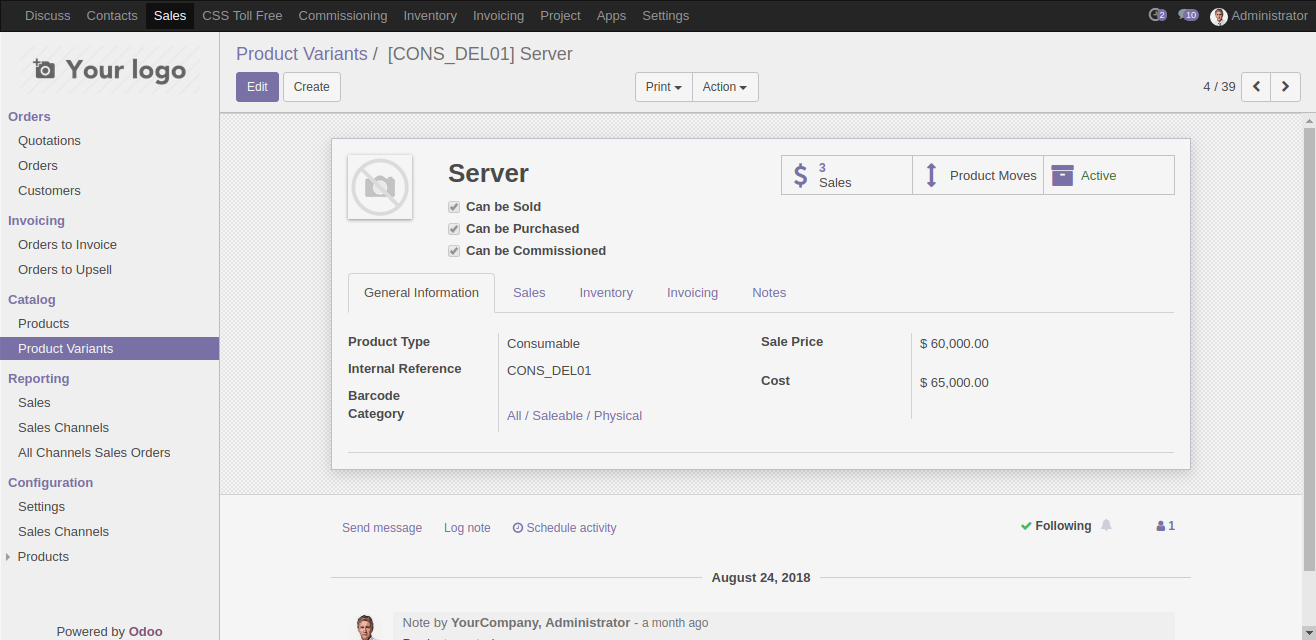 Discuss Contacts Sales CSS Toll Free Commissioning Inventory Invoicing Project Apps Settings 2 10 Administrator
Your logo
Product Variants / [CONS_DEL01] Server
Edit Create Print Action 4 / 39
Orders
Quotations
Orders
Customers
Invoicing
Orders to Invoice
Orders to Upsell
Catalog
Products
Product Variants
Reporting
Sales
Sales Channels
All Channels Sales Orders
Configuration
Settings
Sales Channels
Products
Powered by Odoo
Server
3
Sales
Product Moves
Active
Can be Sold
Can be Purchased
Can be Commissioned
General Information Sales Inventory Invoicing Notes
Product Type Consumable
Internal Reference CONS_DEL01
Barcode
Category All / Saleable / Physical
Sale Price $ 60,000.00
Cost $ 65,000.00
Send message Log note Schedule activity Following 1
August 24, 2018
Note by YourCompany, Administrator - a month ago